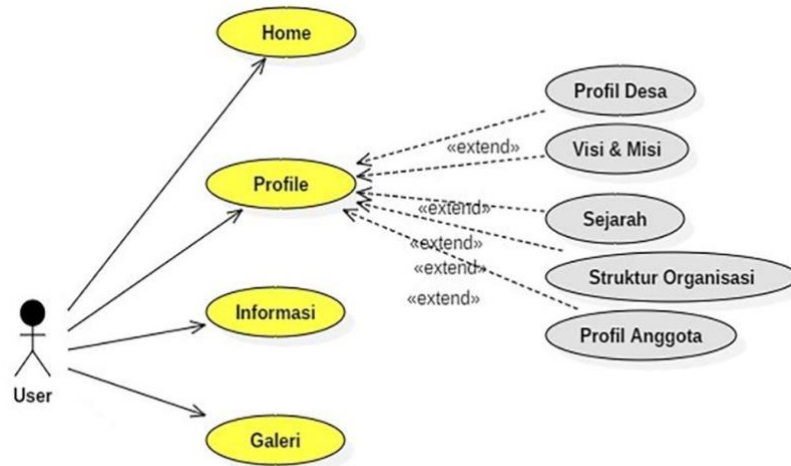 Home
Profil Desa
«extend»
Visi & Misi
Profile
«extend»
Sejarah
«extend»
«extend»
Struktur Organisasi
«extend»
Informasi
Profil Anggota
User
Galeri